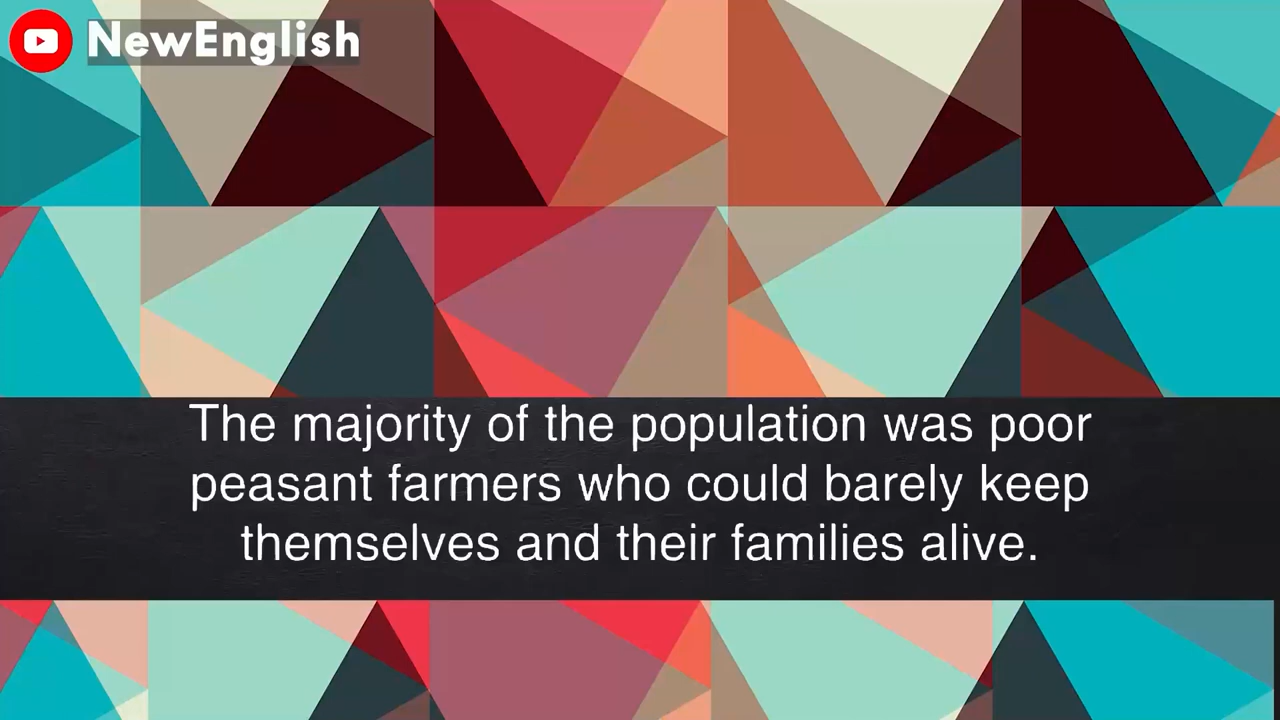 NewEnglish
The majority of the population was poor
peasant farmers who could barely keep
themselves and their families alive.